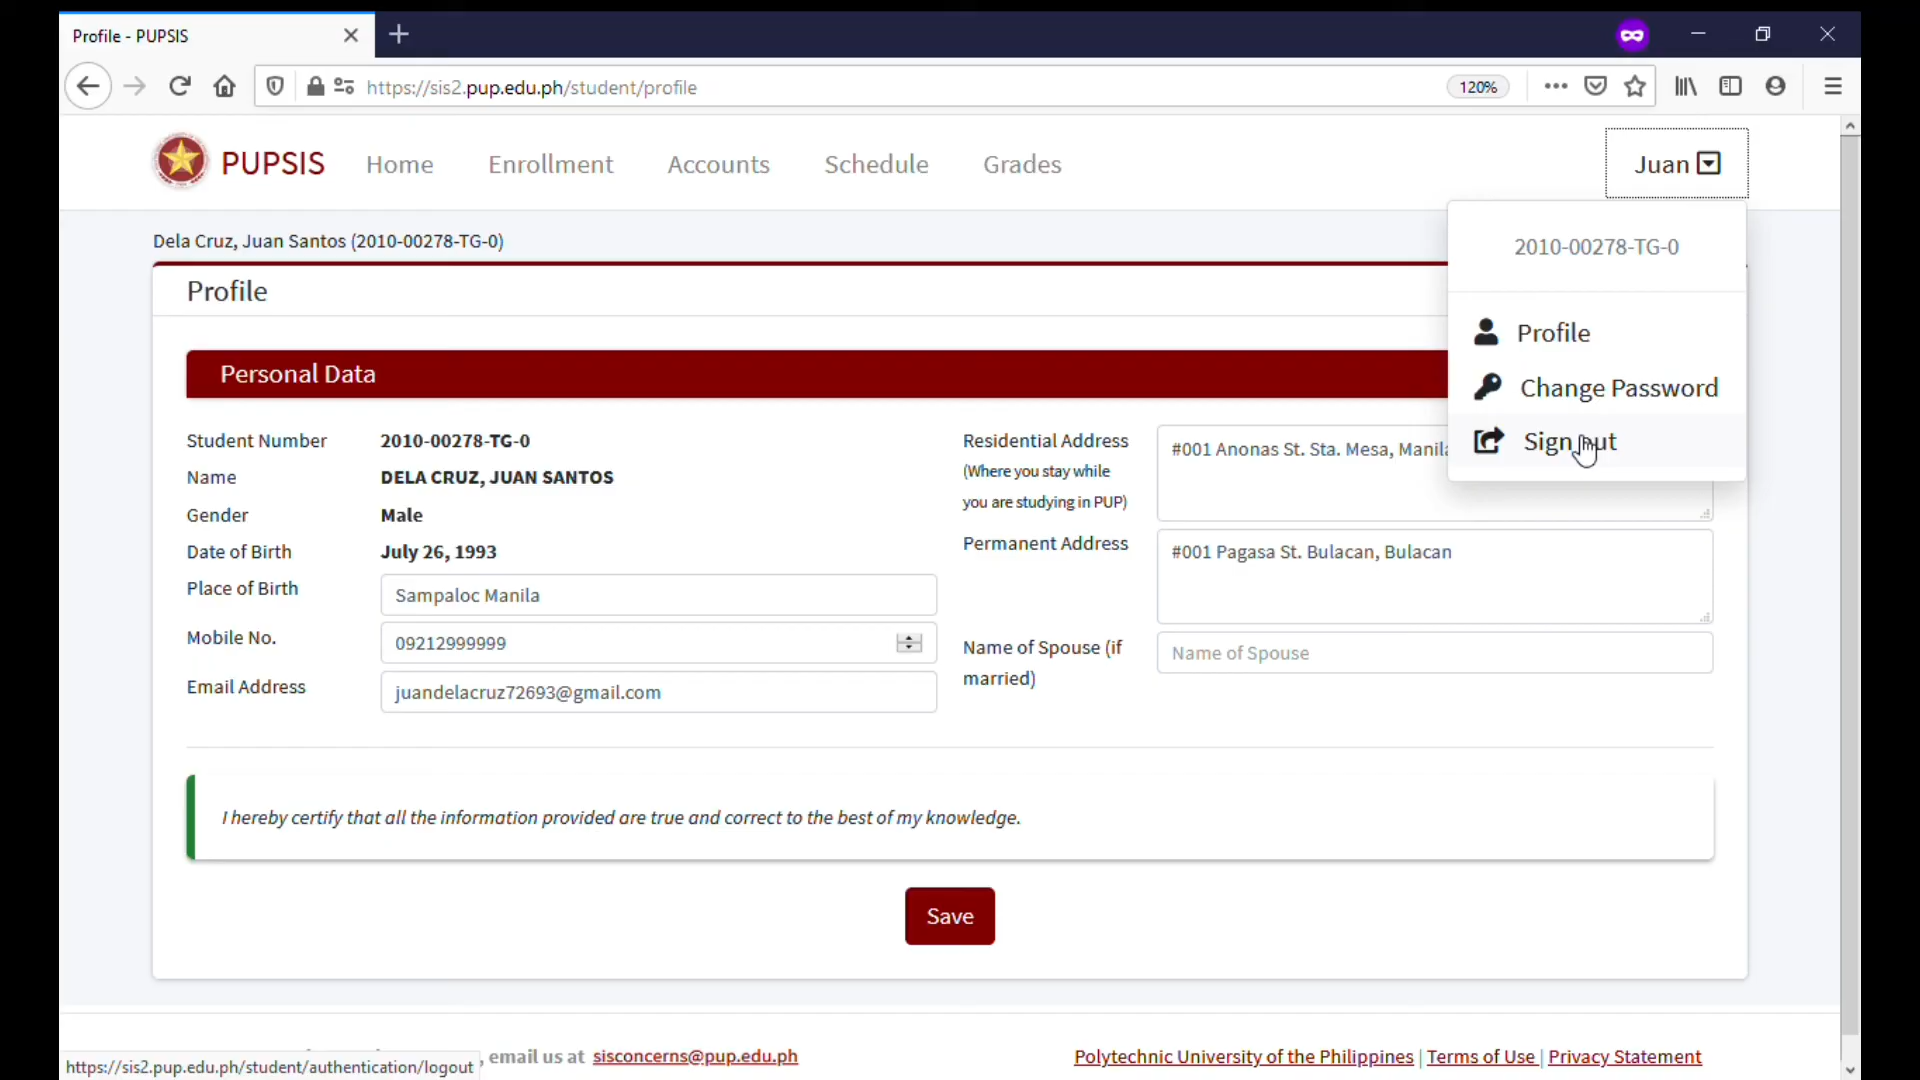 Profile - PUPSIS
https://sis2.pup.edu.ph/student/profile
120%
PUPSIS Home Enrollment Accounts Schedule Grades Juan
Dela Cruz, Juan Santos (2010-00278-TG-0)
2010-00278-TG-0
Profile
Change Password
Sign out
Profile
Personal Data
Student Number 2010-00278-TG-0
Name DELA CRUZ, JUAN SANTOS
Gender Male
Date of Birth July 26, 1993
Place of Birth Sampaloc Manila
Mobile No. 09212999999
Email Address juandelacruz72693@gmail.com
Residential Address #001 Anonas St. Sta. Mesa, Manila
(Where you stay while
you are studying in PUP)
Permanent Address #001 Pagasa St. Bulacan, Bulacan
Name of Spouse (if Name of Spouse
married)
I hereby certify that all the information provided are true and correct to the best of my knowledge.
Save
, email us at sisconcerns@pup.edu.ph
Polytechnic University of the Philippines | Terms of Use | Privacy Statement
https://sis2.pup.edu.ph/student/authentication/logout